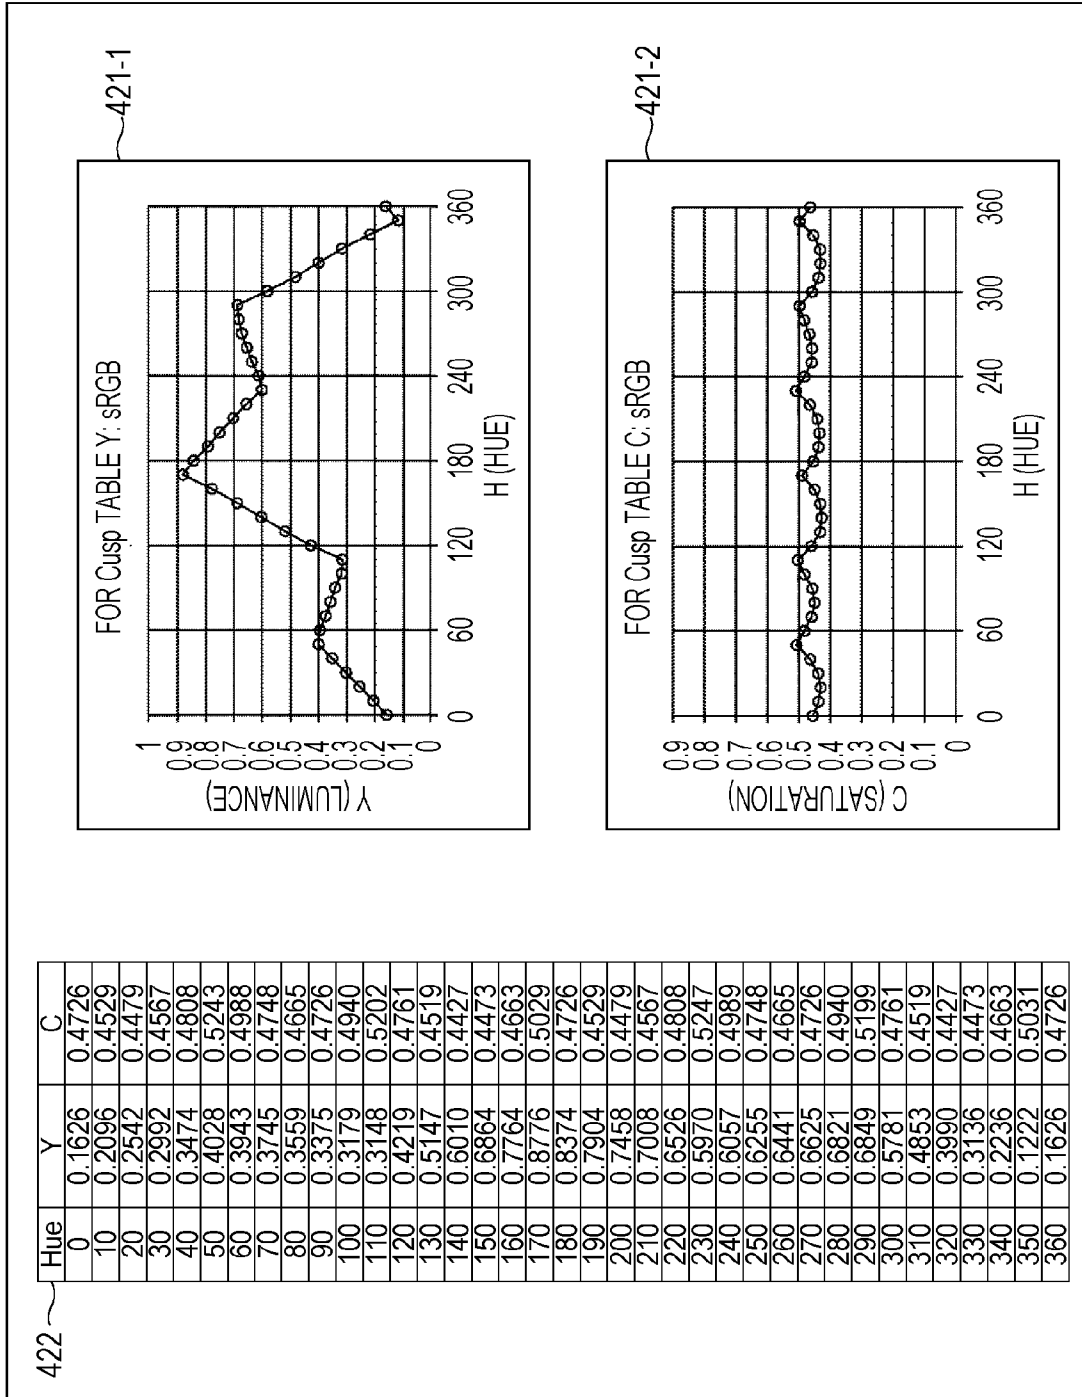 422
Hue Y C
0 0.1626 0.4726
10 0.2096 0.4529
20 0.2542 0.4479
30 0.2992 0.4567
40 0.3474 0.4808
50 0.4028 0.5243
60 0.3943 0.4988
70 0.3745 0.4748
80 0.3559 0.4665
90 0.3375 0.4726
100 0.3179 0.4940
110 0.3148 0.5202
120 0.4219 0.4761
130 0.5147 0.4519
140 0.6010 0.4427
150 0.6864 0.4473
160 0.7764 0.4663
170 0.8776 0.5029
180 0.8374 0.4726
190 0.7904 0.4529
200 0.7458 0.4479
210 0.7008 0.4567
220 0.6526 0.4808
230 0.5970 0.5247
240 0.6057 0.4989
250 0.6255 0.4748
260 0.6441 0.4665
270 0.6625 0.4726
280 0.6821 0.4940
290 0.6849 0.5199
300 0.5781 0.4761
310 0.4853 0.4519
320 0.3990 0.4427
330 0.3136 0.4473
340 0.2236 0.4663
350 0.1222 0.5031
360 0.1626 0.4726
421-1
FOR Cusp TABLE Y: sRGB
Y (LUMINANCE)
1
0.9
0.8
0.7
0.6
0.5
0.4
0.3
0.2
0.1
0
0 60 120 180 240 300 360
H (HUE)
421-2
FOR Cusp TABLE C: sRGB
C (SATURATION)
0.9
0.8
0.7
0.6
0.5
0.4
0.3
0.2
0.1
0
0 60 120 180 240 300 360
H (HUE)